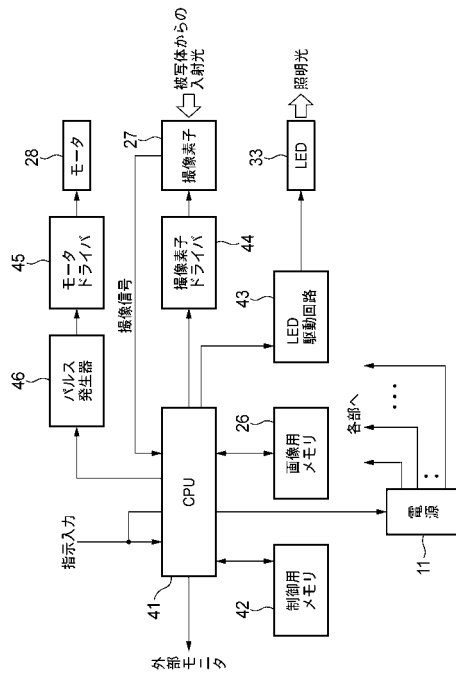 28
モータ
45
モータ
ドライバ
46
パルス
発生器
被写体からの
入射光
27
撮像素子
撮像素子
ドライバ
44
撮像信号
照明光
33
LED
43
LED
駆動回路
指示入力
CPU
41
26
画像用
メモリ
42
制御用
メモリ
外部モニタ
各部へ
電源
11